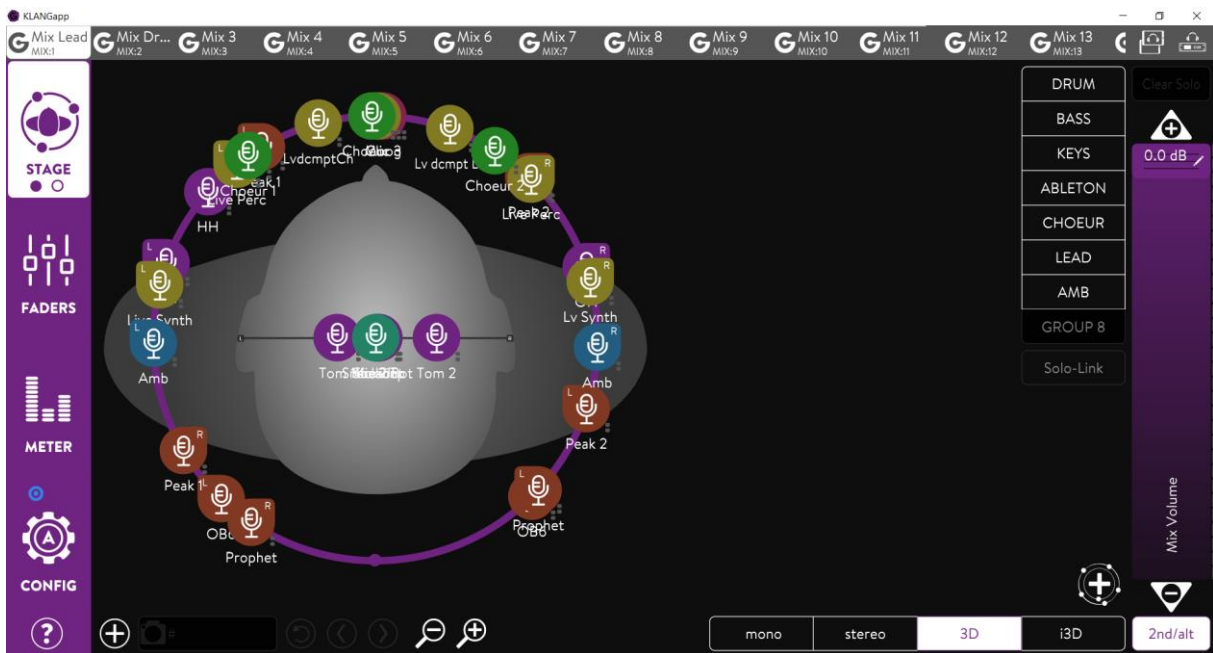 KLANGapp
Mix Lead
MIX:1
Mix Dr...
MIX:2
Mix 3
MIX:3
Mix 4
MIX:4
Mix 5
MIX:5
Mix 6
MIX:6
Mix 7
MIX:7
Mix 8
MIX:8
Mix 9
MIX:9
Mix 10
MIX:10
Mix 11
MIX:11
Mix 12
MIX:12
Mix 13
MIX:13
STAGE
FADERS
METER
CONFIG
?
LvdcmptCh
Lv dcmpt
Choeur 1
Choeur 2
Peak 2
Live Perc
HH
Live Synth
Lv Synth
L
R
Tom
Tom 2
Amb
Amb
Peak 1
Peak 2
OB6
Prophet
Prophet
OB6
DRUM
BASS
KEYS
ABLETON
CHOEUR
LEAD
AMB
GROUP 8
Solo-Link
Clear Solo
0.0 dB
Mix Volume
#
mono
stereo
3D
i3D
2nd/alt